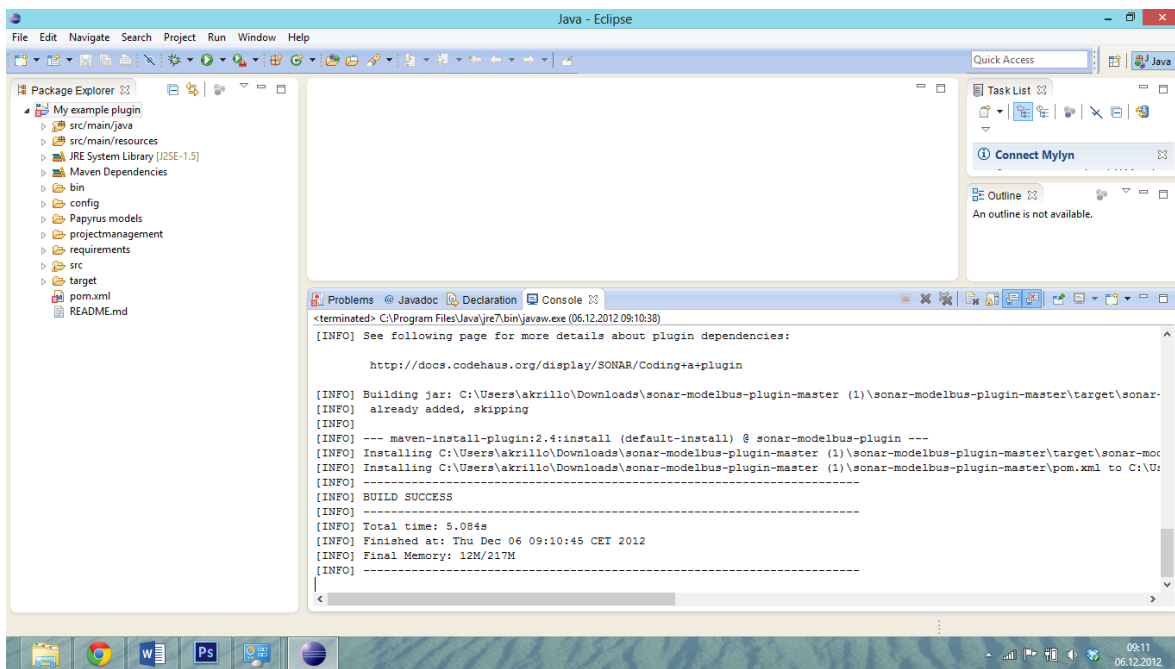 Java - Eclipse
File Edit Navigate Search Project Run Window Help
Quick Access
Java
Package Explorer
My example plugin
src/main/java
src/main/resources
JRE System Library [J2SE-1.5]
Maven Dependencies
bin
config
Papyrus models
projectmanagement
requirements
src
target
pom.xml
README.md
Task List
Connect Mylyn
Outline
An outline is not available.
Problems @ Javadoc Declaration Console
<terminated> C:\Program Files\Java\jre7\bin\javaw.exe (06.12.2012 09:10:38)
[INFO] See following page for more details about plugin dependencies:
http://docs.codehaus.org/display/SONAR/Coding+a+plugin
[INFO] Building jar: C:\Users\akrillo\Downloads\sonar-modelbus-plugin-master (1)\sonar-modelbus-plugin-master\target\sonar-
[INFO] already added, skipping
[INFO]
[INFO] --- maven-install-plugin:2.4:install (default-install) @ sonar-modelbus-plugin ---
[INFO] Installing C:\Users\akrillo\Downloads\sonar-modelbus-plugin-master (1)\sonar-modelbus-plugin-master\target\sonar-mod
[INFO] Installing C:\Users\akrillo\Downloads\sonar-modelbus-plugin-master (1)\sonar-modelbus-plugin-master\pom.xml to C:\Us
[INFO] ------------------------------------------------------------------------
[INFO] BUILD SUCCESS
[INFO] ------------------------------------------------------------------------
[INFO] Total time: 5.084s
[INFO] Finished at: Thu Dec 06 09:10:45 CET 2012
[INFO] Final Memory: 12M/217M
[INFO] ------------------------------------------------------------------------
W Ps
09:11
06.12.2012